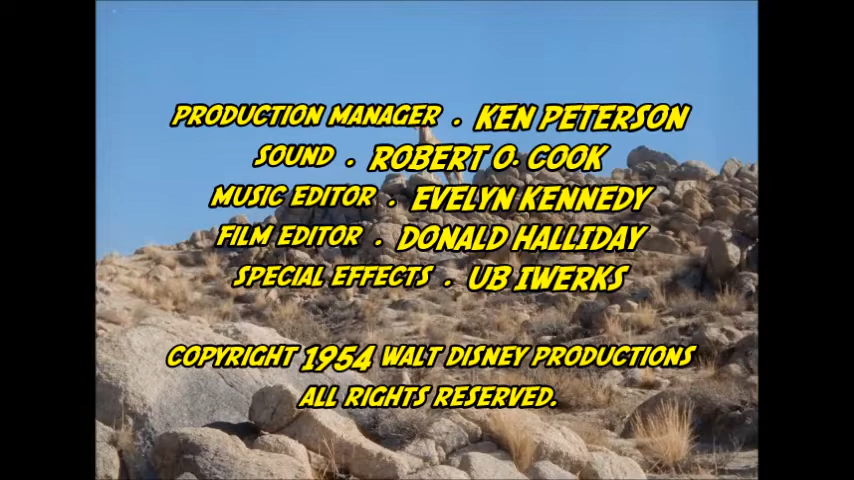 PRODUCTION MANAGER . KEN PETERSON
SOUND . ROBERT O. COOK
MUSIC EDITOR . EVELYN KENNEDY
FILM EDITOR . DONALD HALLIDAY
SPECIAL EFFECTS . UB IWERKS
COPYRIGHT 1954 WALT DISNEY PRODUCTIONS
ALL RIGHTS RESERVED.